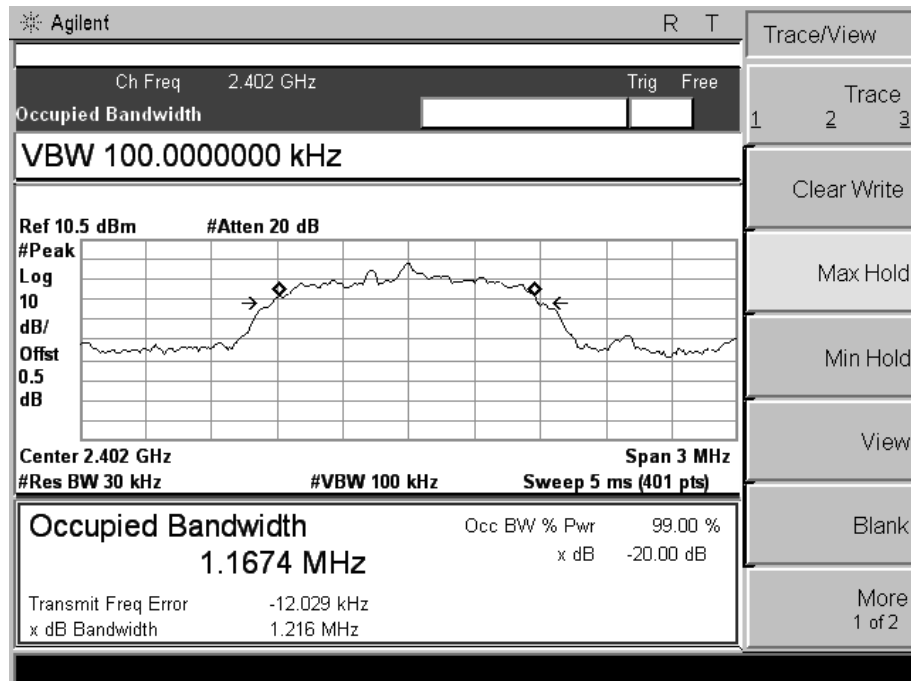 Agilent R T
Ch Freq 2.402 GHz Trig Free
Occupied Bandwidth
VBW 100.0000000 kHz
Ref 10.5 dBm #Atten 20 dB
#Peak
Log
10
dB/
Offst
0.5
dB
Center 2.402 GHz Span 3 MHz
#Res BW 30 kHz #VBW 100 kHz Sweep 5 ms (401 pts)
Occupied Bandwidth
1.1674 MHz
Occ BW % Pwr 99.00 %
x dB -20.00 dB
Transmit Freq Error -12.029 kHz
x dB Bandwidth 1.216 MHz
Trace/View
Trace
1 2 3
Clear Write
Max Hold
Min Hold
View
Blank
More
1 of 2